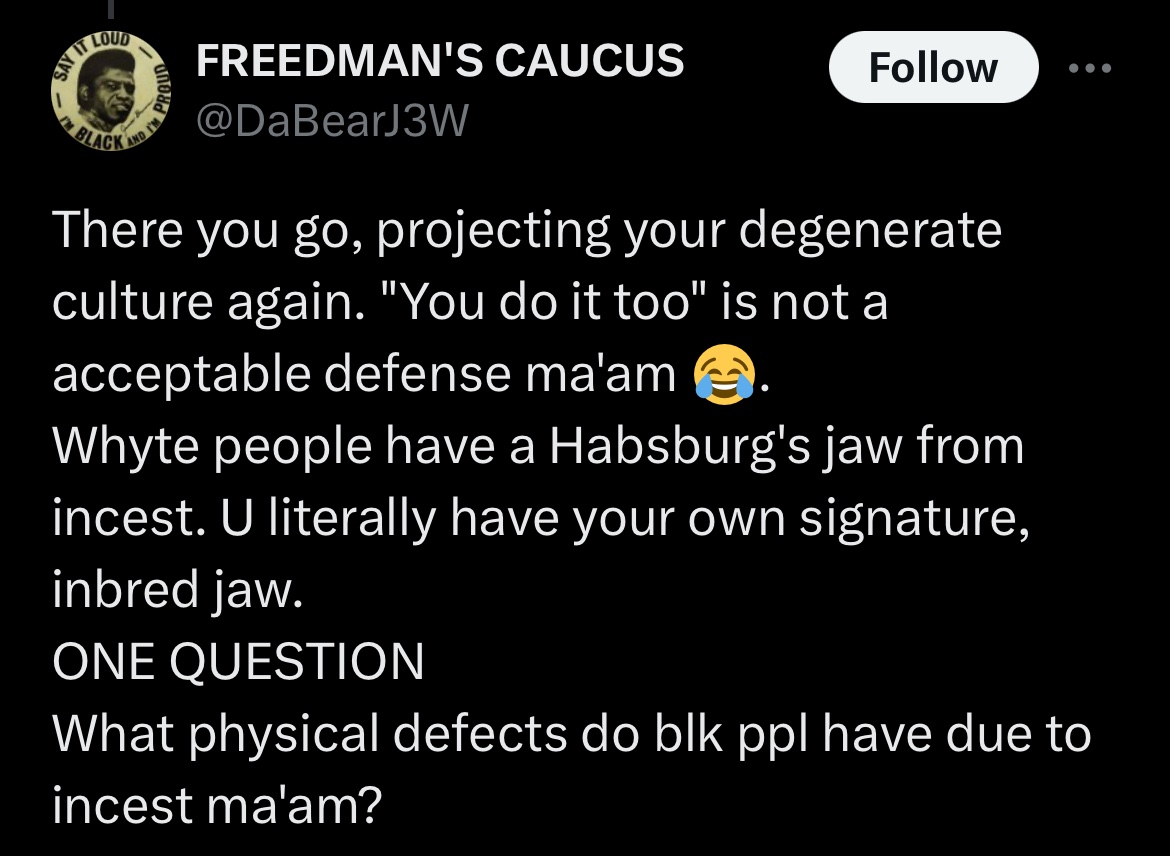 SAY IT LOUD
I'M BLACK AND I'M PROUD
FREEDMAN'S CAUCUS
@DaBearJ3W
Follow
There you go, projecting your degenerate
culture again. "You do it too" is not a
acceptable defense ma'am 😂.
Whyte people have a Habsburg's jaw from
incest. U literally have your own signature,
inbred jaw.
ONE QUESTION
What physical defects do blk ppl have due to
incest ma'am?